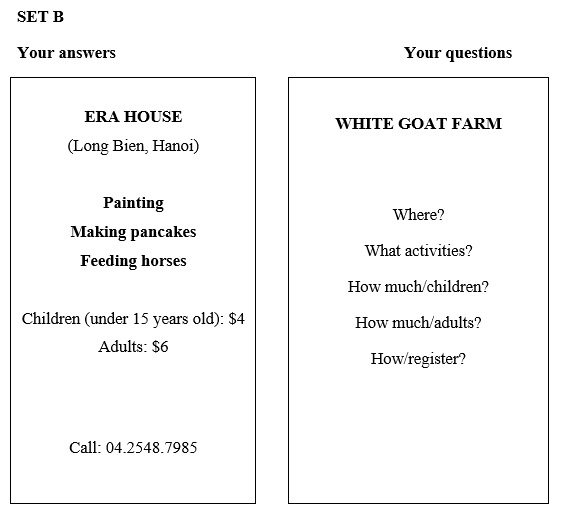 SET B
Your answers
Your questions
ERA HOUSE
(Long Bien, Hanoi)
Painting
Making pancakes
Feeding horses
Children (under 15 years old): $4
Adults: $6
Call: 04.2548.7985
WHITE GOAT FARM
Where?
What activities?
How much/children?
How much/adults?
How/register?